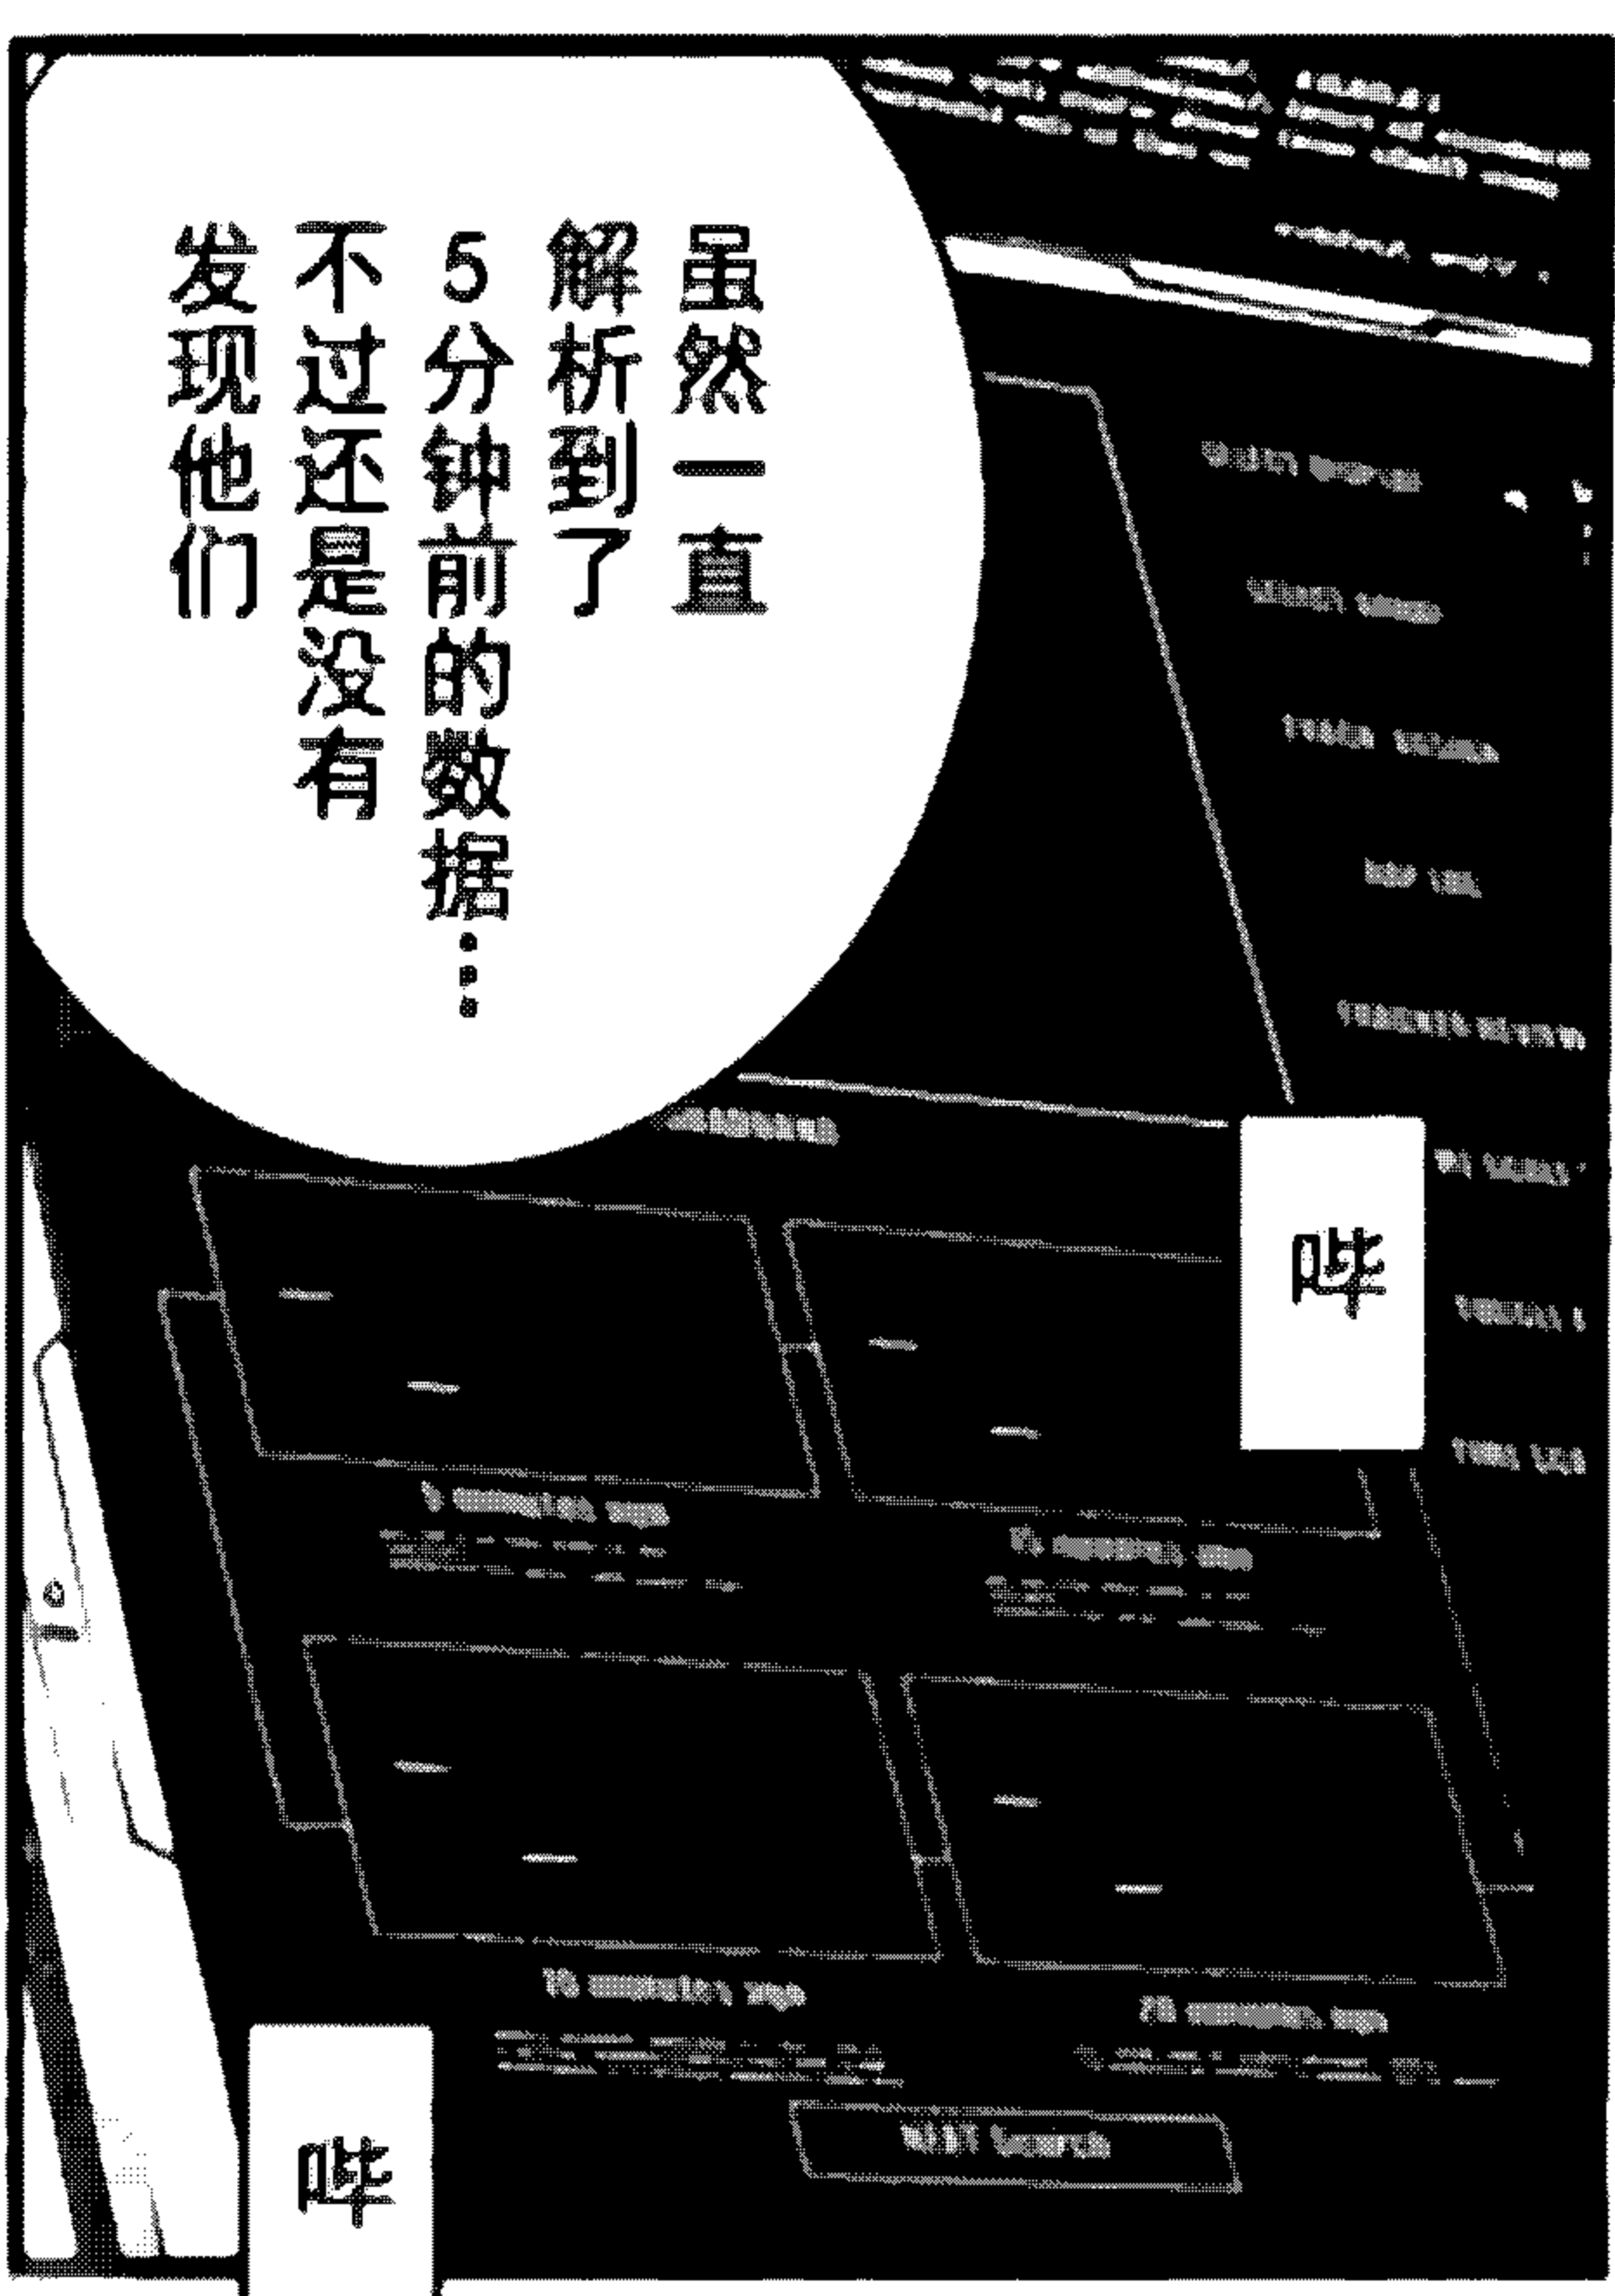 虽然一直
解析到了
5分钟前的数据…
不过还是没有
发现他们
哔
哔